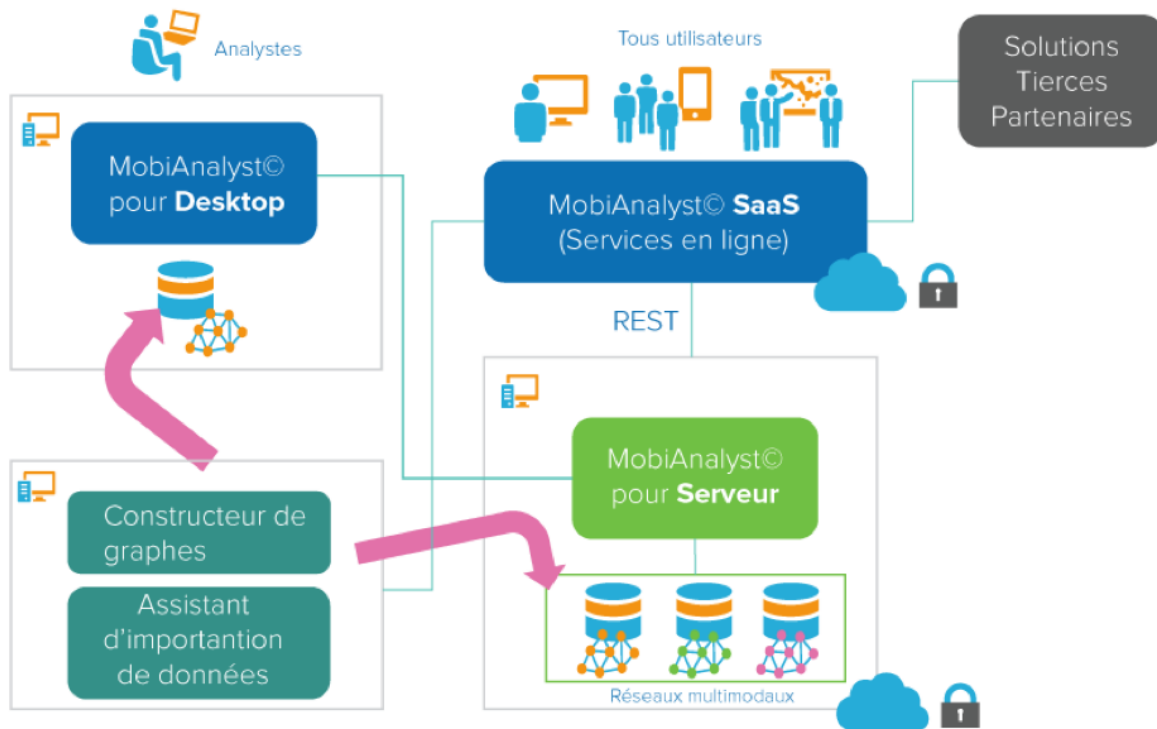 Analystes
Tous utilisateurs
Solutions
Tierces
Partenaires
MobiAnalyst©
pour Desktop
MobiAnalyst© SaaS
(Services en ligne)
REST
MobiAnalyst©
pour Serveur
Constructeur de
graphes
Assistant
d'importantion
de données
Réseaux multimodaux